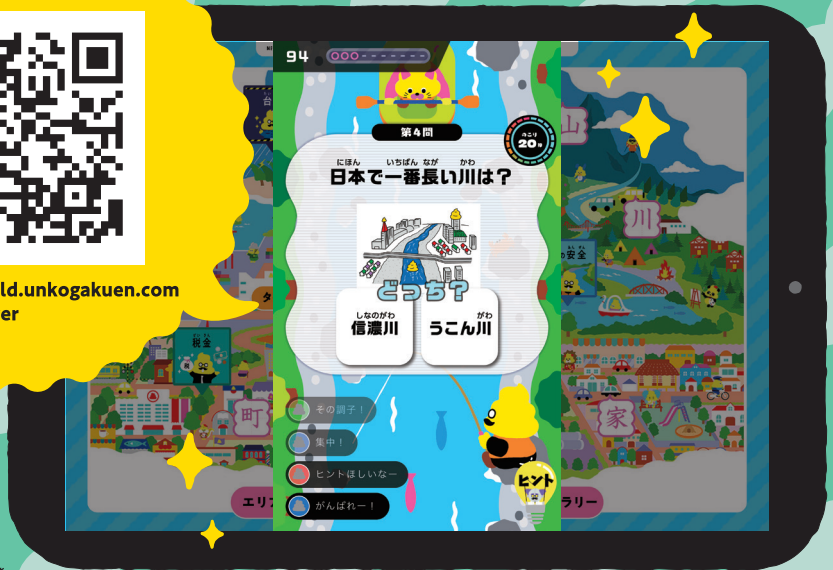 94
第4問
のこり
20秒
にほん いちばん なが かわ
日本で一番長い川は？
どっち？
しなのがわ
信濃川
がわ
うこん川
その調子！
集中！
ヒントほしいなー
がんばれー！
ヒント
ld.unkogakuen.com
er
台
税金
町
エリ
山
川
の安全
家
ラリー